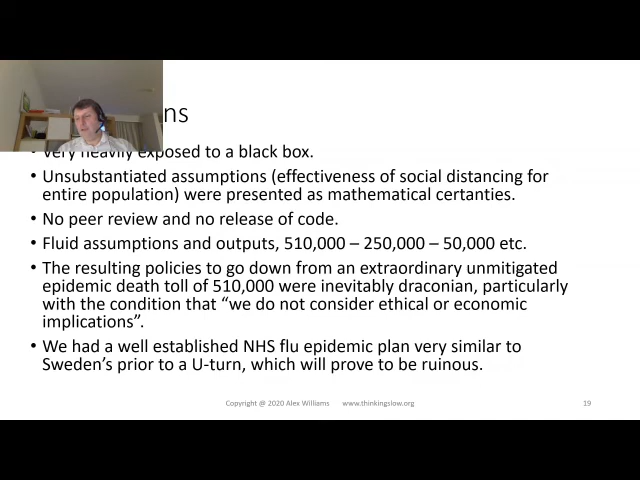 ns
• Very heavily exposed to a black box.
• Unsubstantiated assumptions (effectiveness of social distancing for
entire population) were presented as mathematical certanties.
• No peer review and no release of code.
• Fluid assumptions and outputs, 510,000 – 250,000 – 50,000 etc.
• The resulting policies to go down from an extraordinary unmitigated
epidemic death toll of 510,000 were inevitably draconian, particularly
with the condition that “we do not consider ethical or economic
implications”.
• We had a well established NHS flu epidemic plan very similar to
Sweden’s prior to a U-turn, which will prove to be ruinous.
Copyright @ 2020 Alex Williams www.thinkingslow.org 19